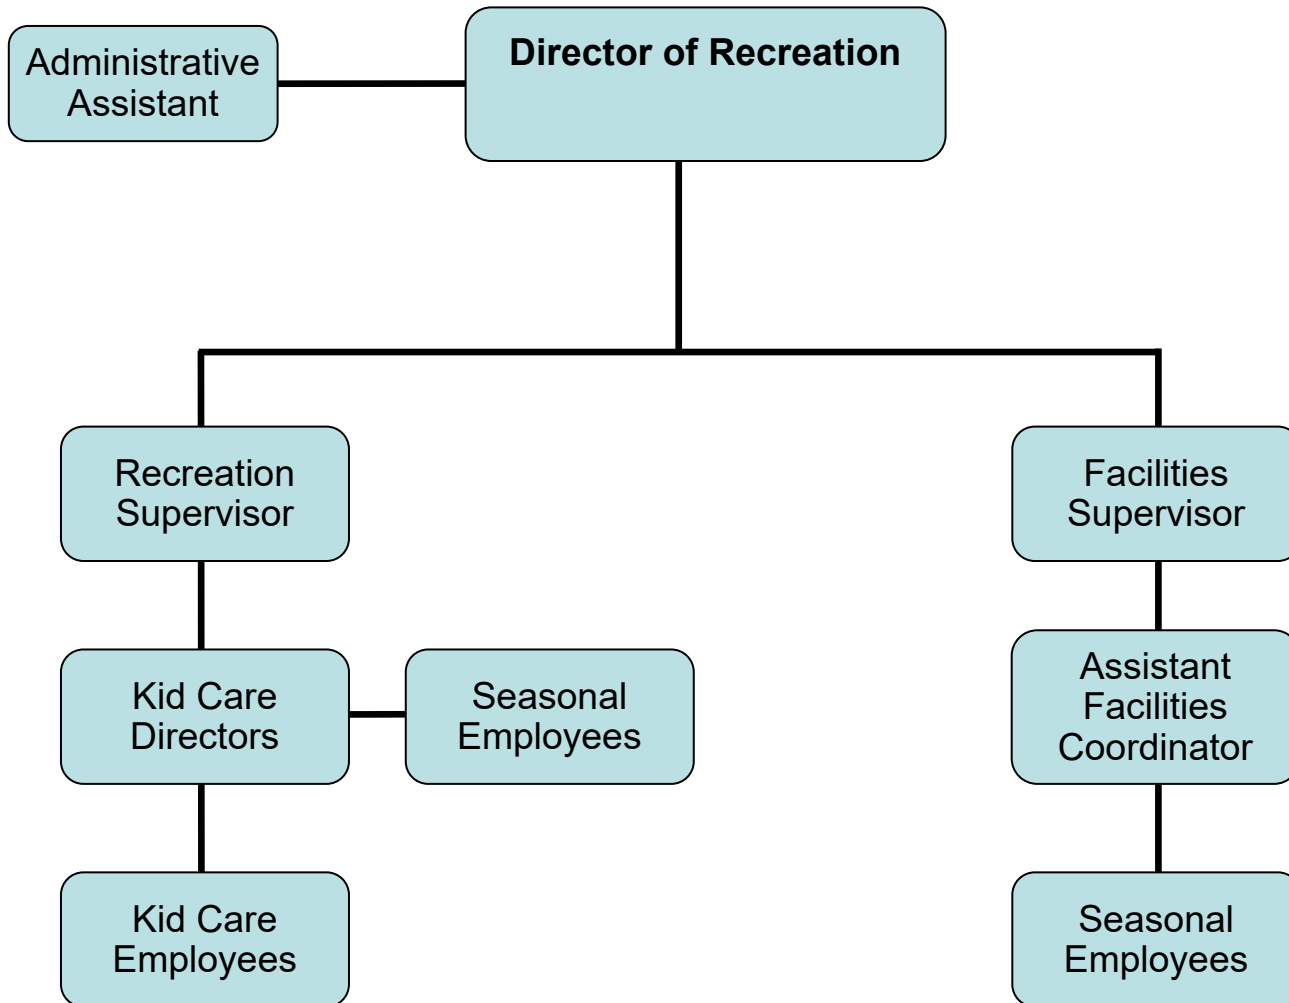 Administrative
Assistant
Director of Recreation
Recreation
Supervisor
Facilities
Supervisor
Kid Care
Directors
Seasonal
Employees
Assistant
Facilities
Coordinator
Kid Care
Employees
Seasonal
Employees